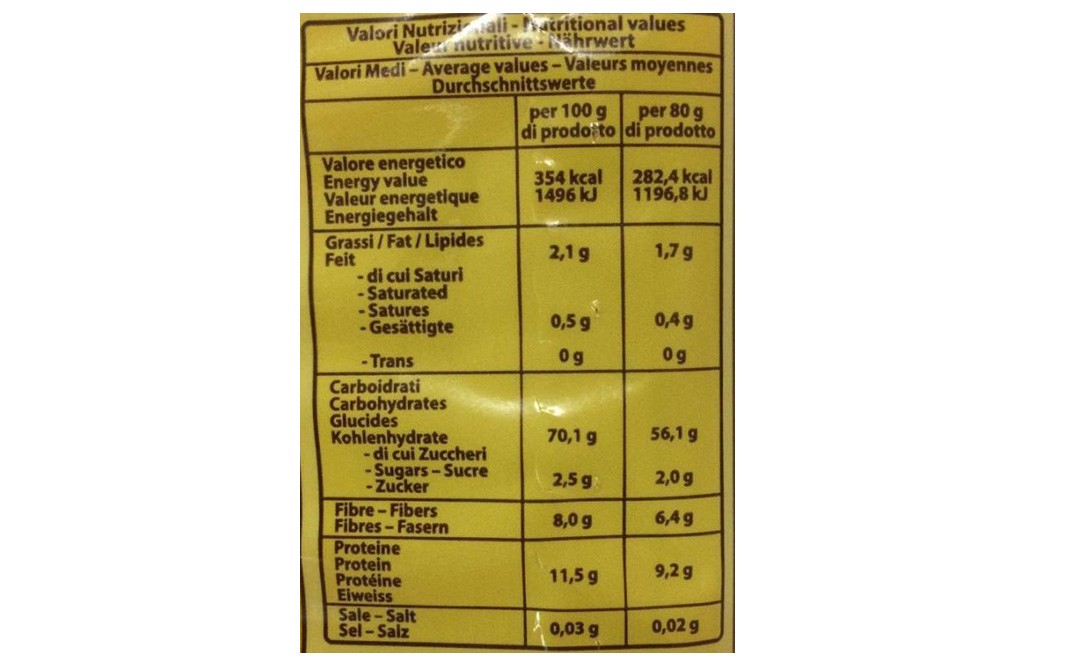 Valori Nutrizionali - Nutritional values
Valeur nutritive - Nährwert
Valori Medi – Average values – Valeurs moyennes
Durchschnittswerte
per 100 g per 80 g
di prodotto di prodotto
Valore energetico
Energy value 354 kcal 282,4 kcal
Valeur energetique 1496 kJ 1196,8 kJ
Energiegehalt
Grassi / Fat / Lipides 2,1 g 1,7 g
Feit
- di cui Saturi
- Saturated
- Satures
- Gesättigte 0,5 g 0,4 g
- Trans 0 g 0 g
Carboidrati
Carbohydrates
Glucides
Kohlenhydrate 70,1 g 56,1 g
- di cui Zuccheri
- Sugars – Sucre 2,5 g 2,0 g
- Zucker
Fibre – Fibers 8,0 g 6,4 g
Fibres – Fasern
Proteine
Protein
Protéine 11,5 g 9,2 g
Eiweiss
Sale – Salt
Sel – Salz 0,03 g 0,02 g